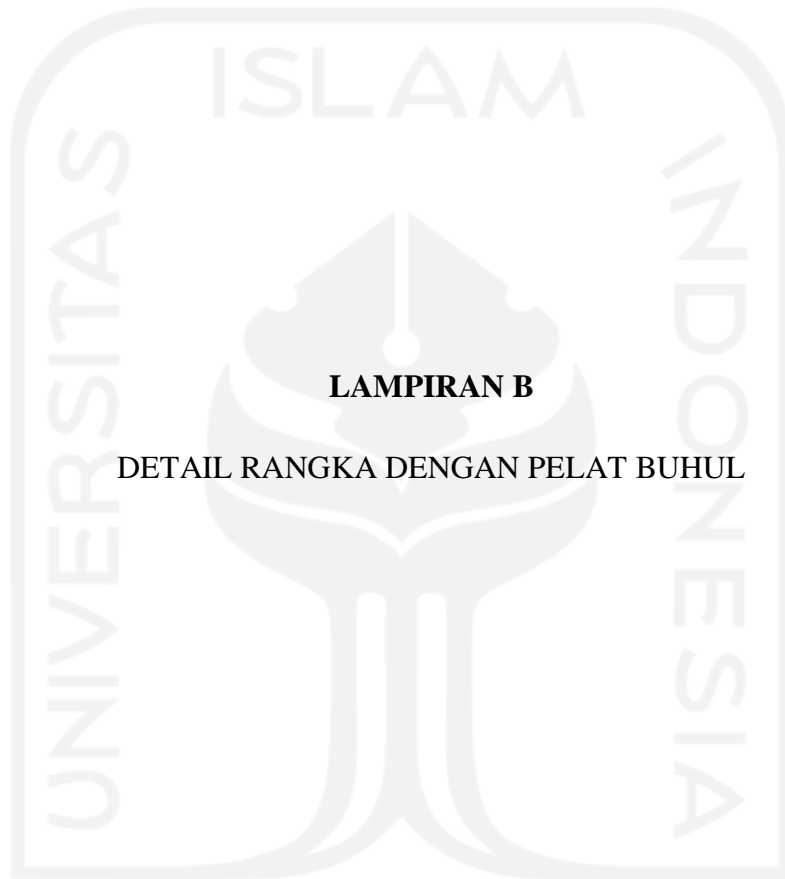 ISLAM
UNIVERSITAS
INDONESIA
LAMPIRAN B
DETAIL RANGKA DENGAN PELAT BUHUL